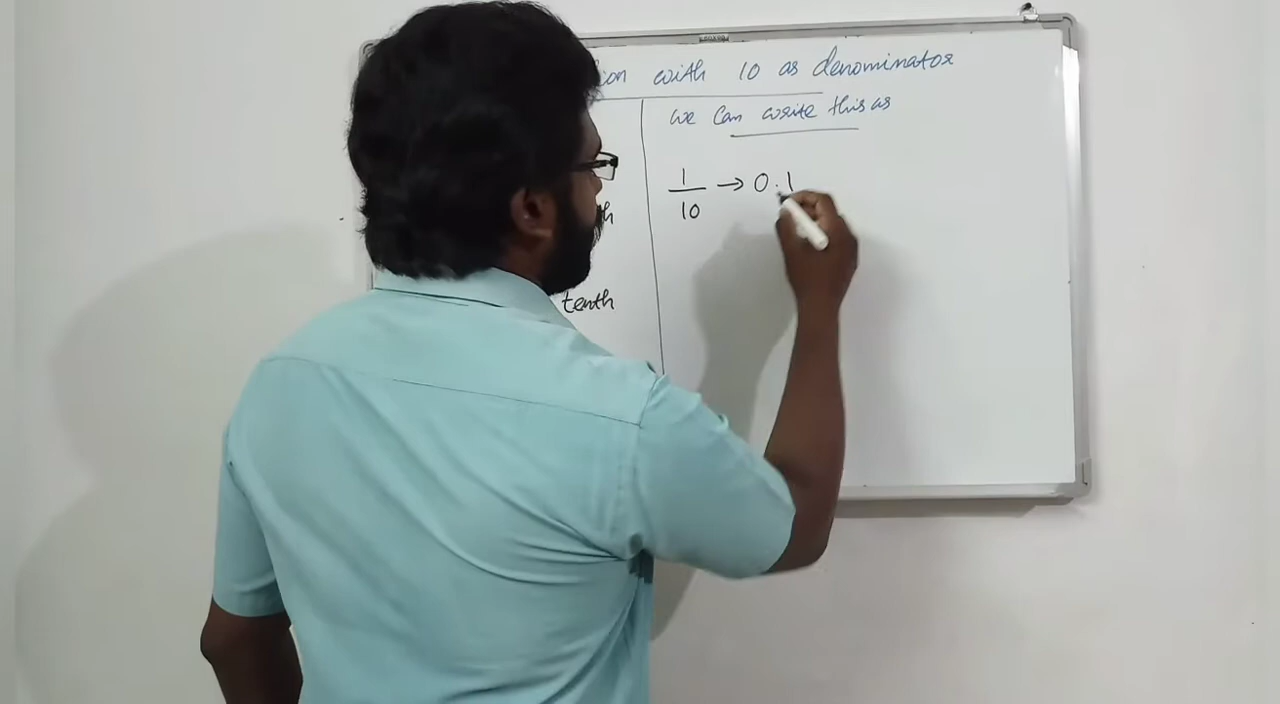 with 10 as denominator
we can write this as
1
10 → 0.1
tenth